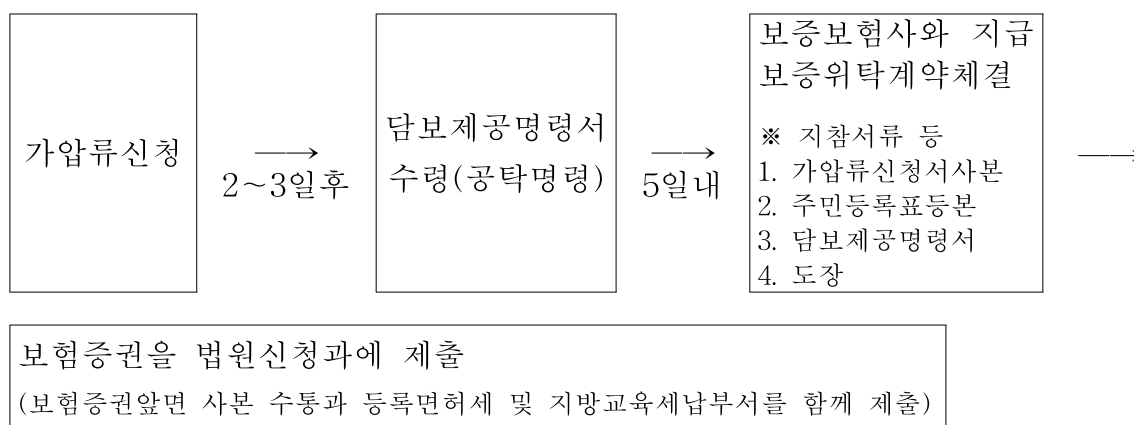 가압류신청
──→
2~3일후
담보제공명령서
수령(공탁명령)
──→
5일내
보증보험사와 지급
보증위탁계약체결
※ 지참서류 등
1. 가압류신청서사본
2. 주민등록표등본
3. 담보제공명령서
4. 도장
──→
보험증권을 법원신청과에 제출
(보험증권앞면 사본 수통과 등록면허세 및 지방교육세납부서를 함께 제출)